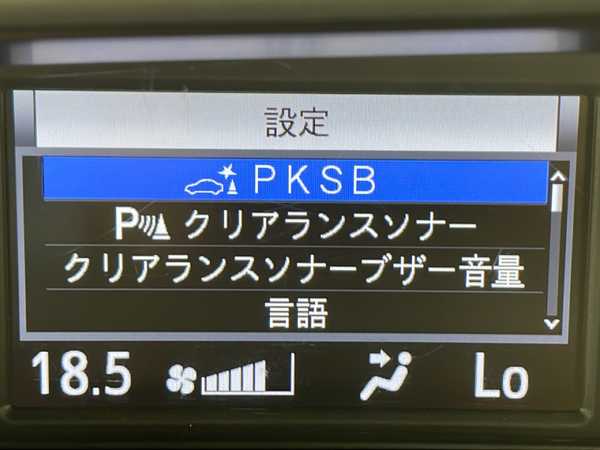 設定
PKSB
P クリアランスソナー
クリアランスソナーブザー音量
言語
18.5 Lo